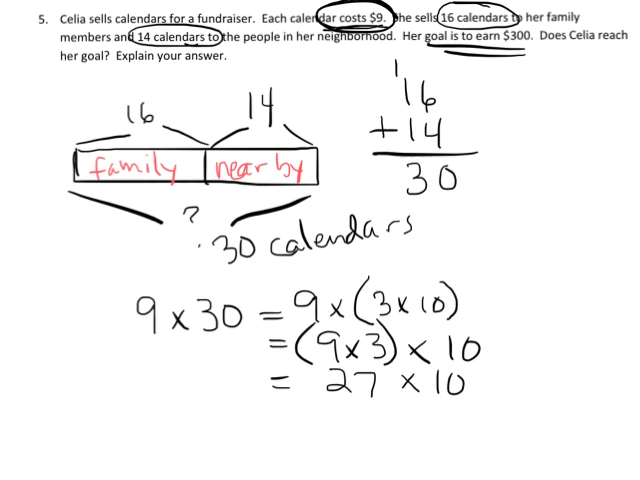 5. Celia sells calendars for a fundraiser. Each calendar costs $9. She sells 16 calendars to her family
members and 14 calendars to the people in her neighborhood. Her goal is to earn $300. Does Celia reach
her goal? Explain your answer.
16 14
family near by
?
30 calendars
1
16
+14
30
9 x 30 = 9 x (3 x 10)
= (9 x 3) x 10
= 27 x 10